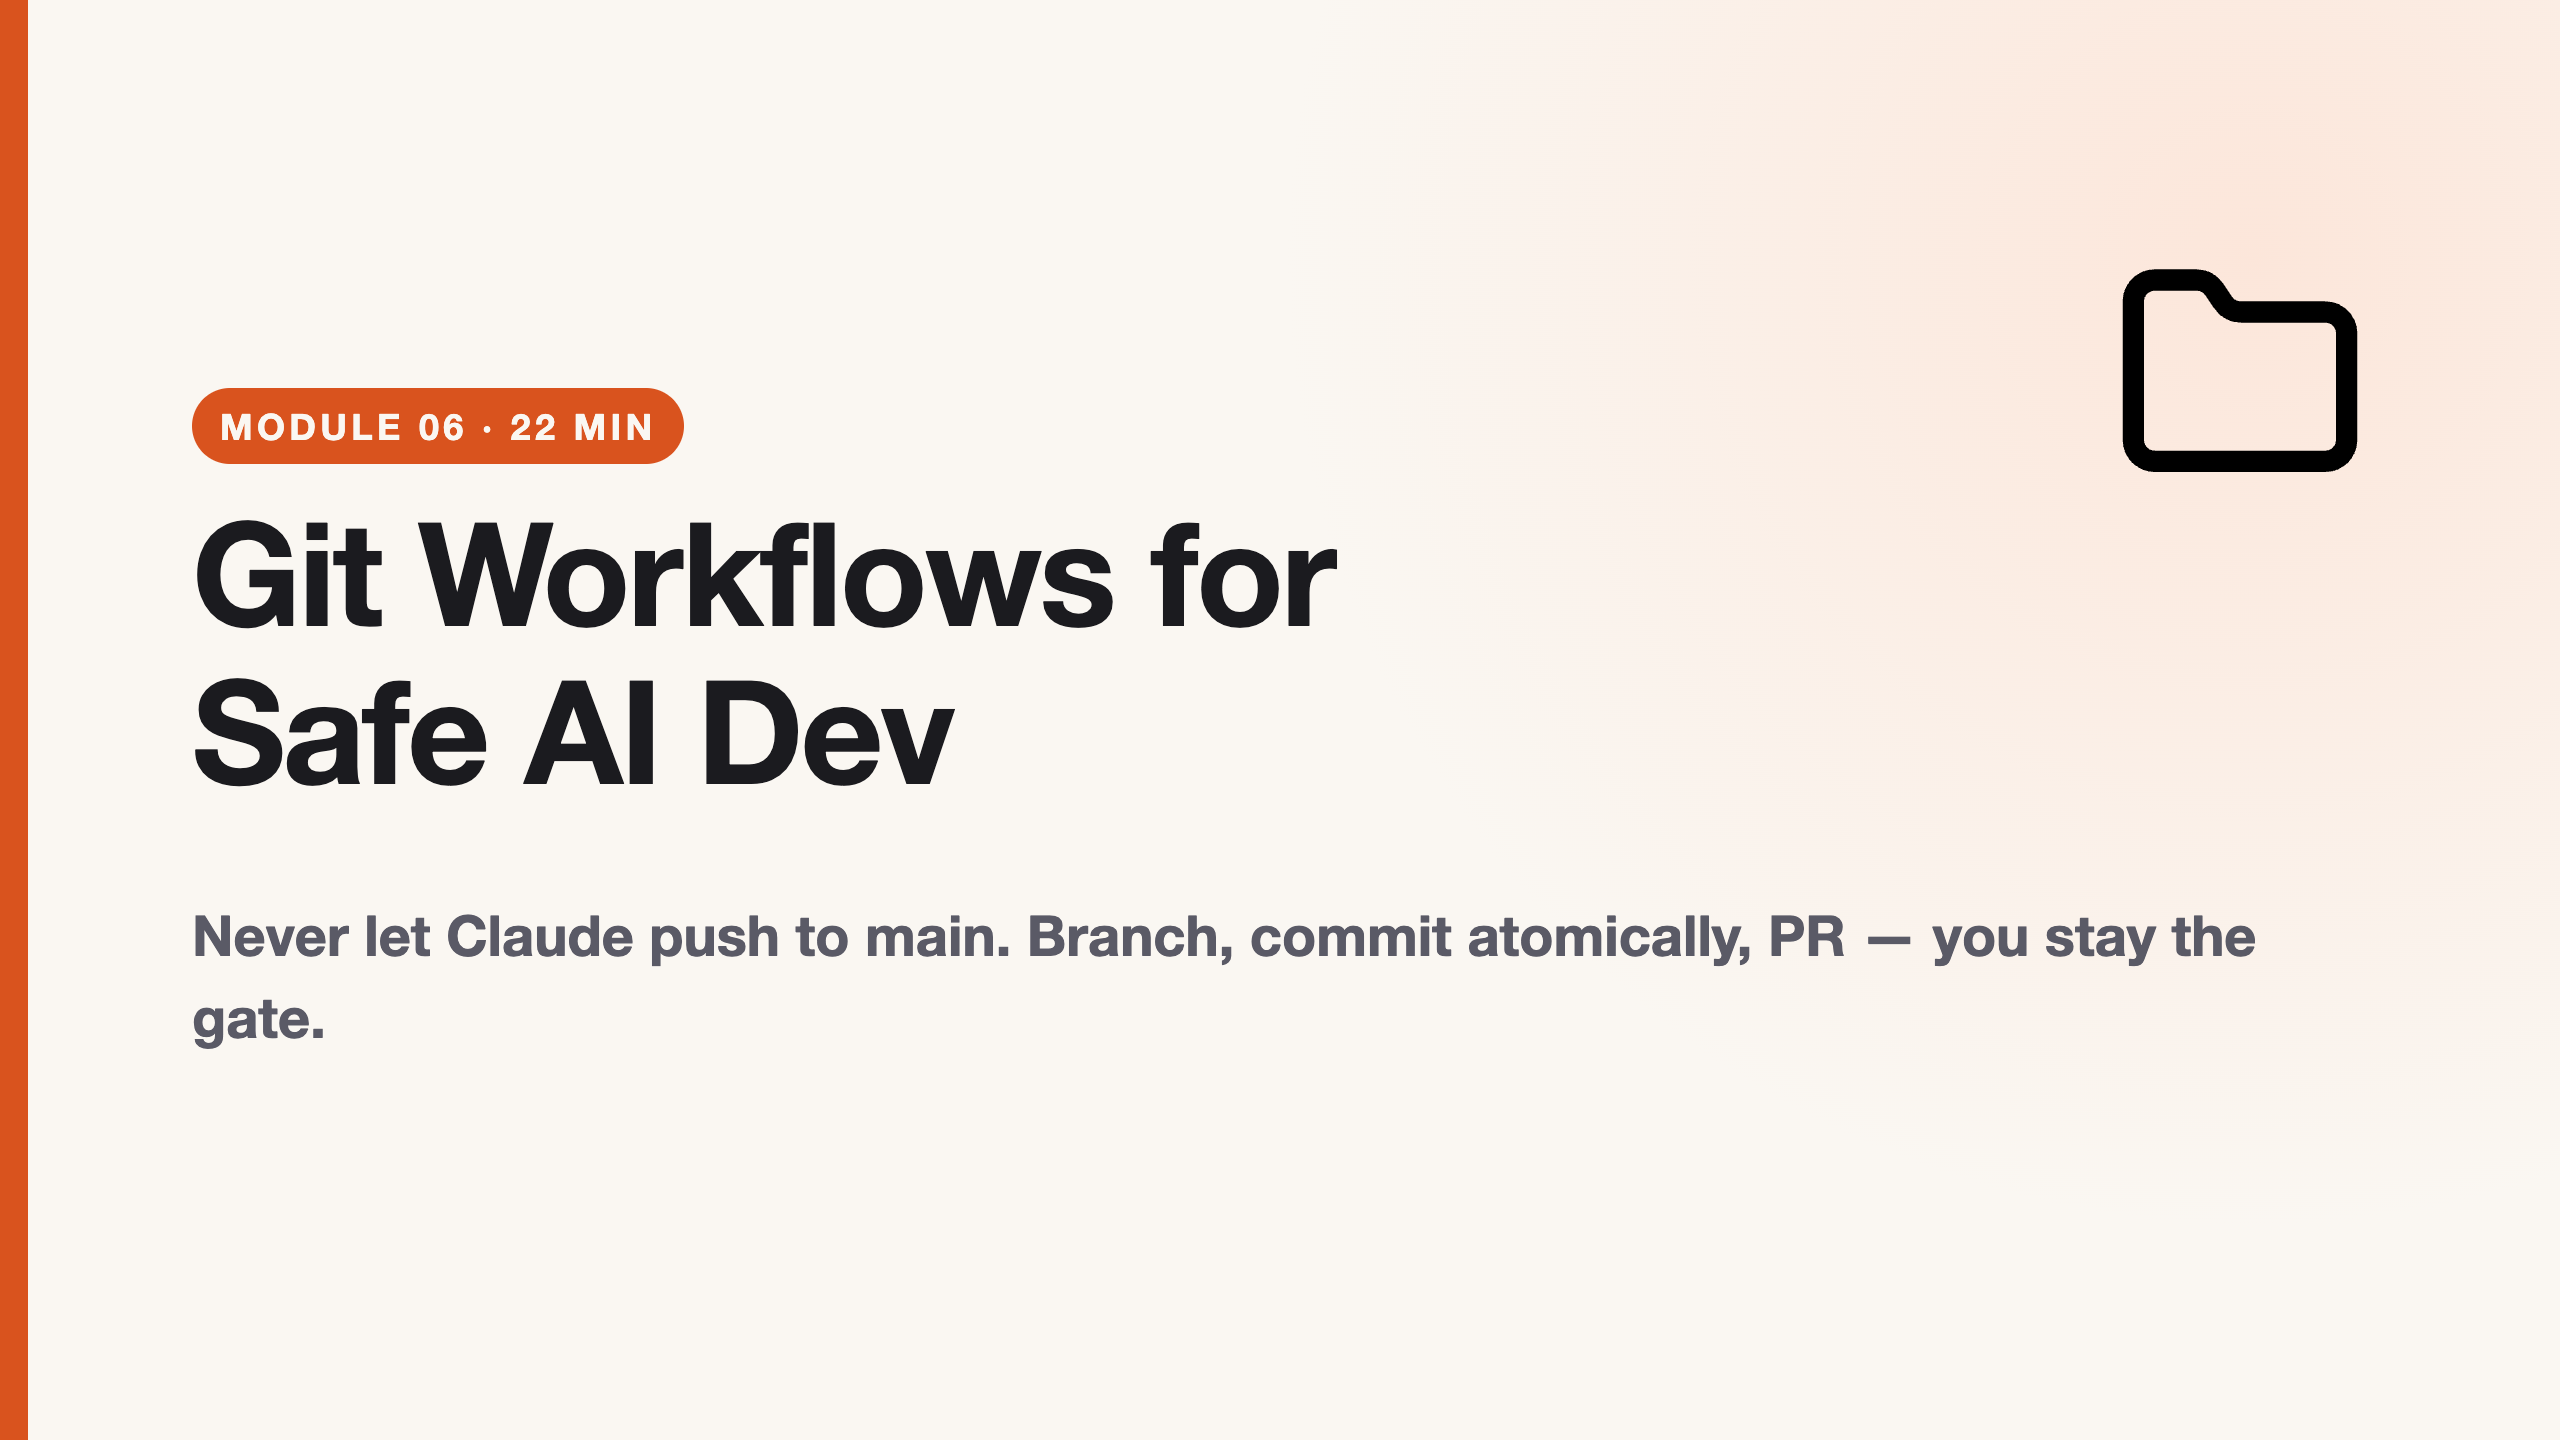 MODULE 06 · 22 MIN
Git Workflows for
Safe AI Dev
Never let Claude push to main. Branch, commit atomically, PR — you stay the
gate.